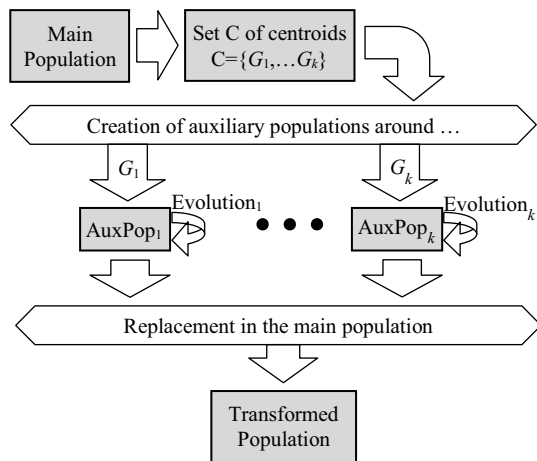 Main
Population
Set C of centroids
C={G₁,…Gₖ}
Creation of auxiliary populations around …
G₁
Gₖ
Evolution₁
Evolutionₖ
AuxPop₁
AuxPopₖ
Replacement in the main population
Transformed
Population